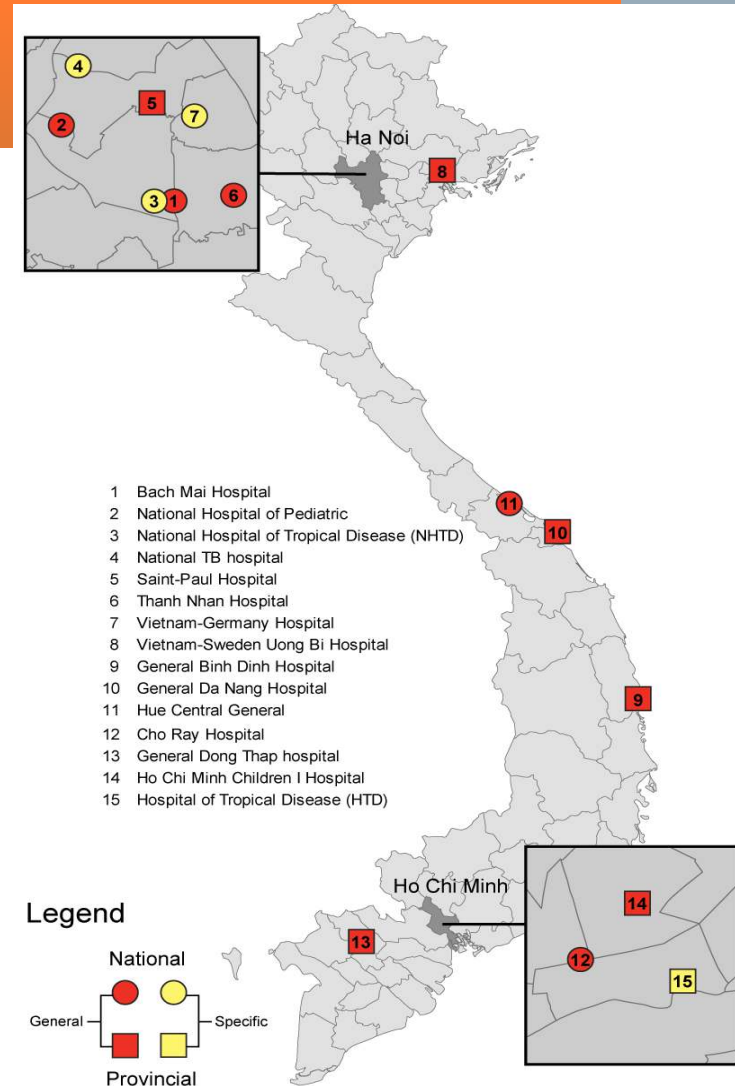 4
5
7
2
3
1
6
Ha Noi
8
11
10
1 Bach Mai Hospital
2 National Hospital of Pediatric
3 National Hospital of Tropical Disease (NHTD)
4 National TB hospital
5 Saint-Paul Hospital
6 Thanh Nhan Hospital
7 Vietnam-Germany Hospital
8 Vietnam-Sweden Uong Bi Hospital
9 General Binh Dinh Hospital
10 General Da Nang Hospital
11 Hue Central General
12 Cho Ray Hospital
13 General Dong Thap hospital
14 Ho Chi Minh Children I Hospital
15 Hospital of Tropical Disease (HTD)
9
Ho Chi Minh
14
12
15
13
Legend
National
General Specific
Provincial